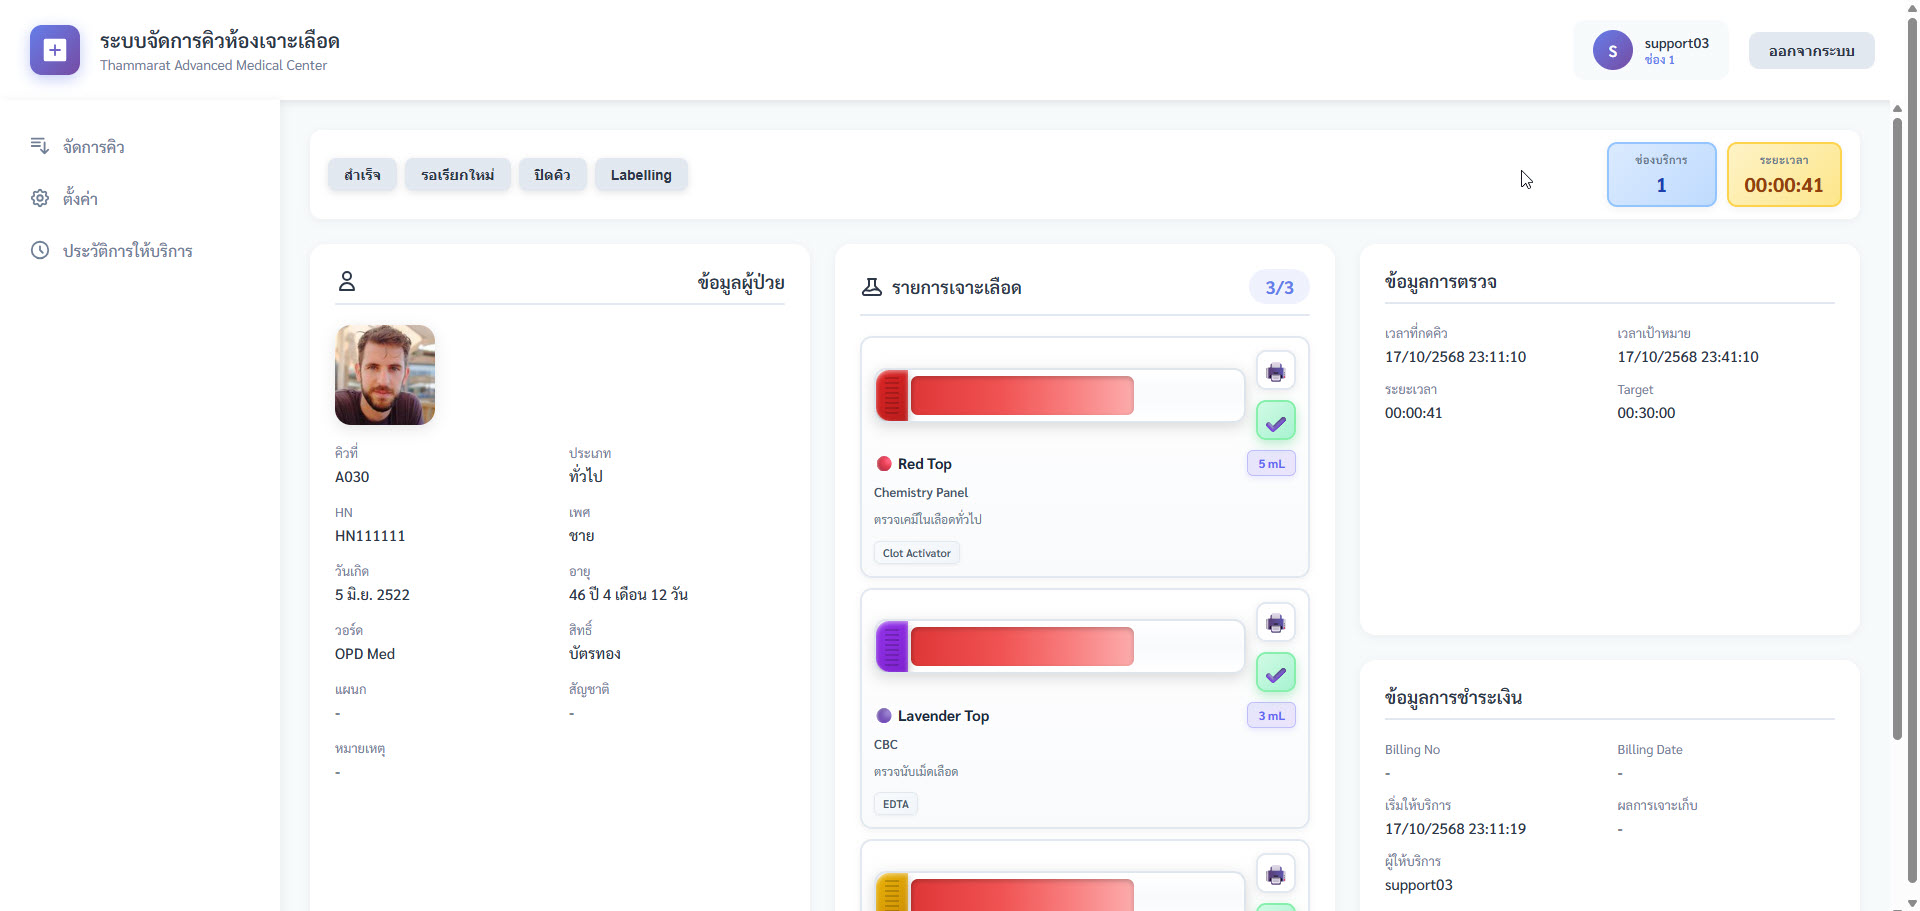 ระบบจัดการคิวห้องเจาะเลือด
Thammarat Advanced Medical Center
S
support03
ช่อง 1
ออกจากระบบ
จัดการคิว
ตั้งค่า
ประวัติการให้บริการ
สำเร็จ
รอเรียกใหม่
ปิดคิว
Labelling
ช่องบริการ
1
ระยะเวลา
00:00:41
ข้อมูลผู้ป่วย
คิวที่
ประเภท
A030
ทั่วไป
HN
เพศ
HN111111
ชาย
วันเกิด
อายุ
5 มิ.ย. 2522
46 ปี 4 เดือน 12 วัน
วอร์ด
สิทธิ์
OPD Med
บัตรทอง
แผนก
สัญชาติ
-
-
หมายเหตุ
-
รายการเจาะเลือด
3/3
Red Top
5 mL
Chemistry Panel
ตรวจเคมีในเลือดทั่วไป
Clot Activator
Lavender Top
3 mL
CBC
ตรวจนับเม็ดเลือด
EDTA
ข้อมูลการตรวจ
เวลาที่กดคิว
เวลาเป้าหมาย
17/10/2568 23:11:10
17/10/2568 23:41:10
ระยะเวลา
Target
00:00:41
00:30:00
ข้อมูลการชำระเงิน
Billing No
Billing Date
-
-
เริ่มให้บริการ
ผลการเจาะเก็บ
17/10/2568 23:11:19
-
ผู้ให้บริการ
support03